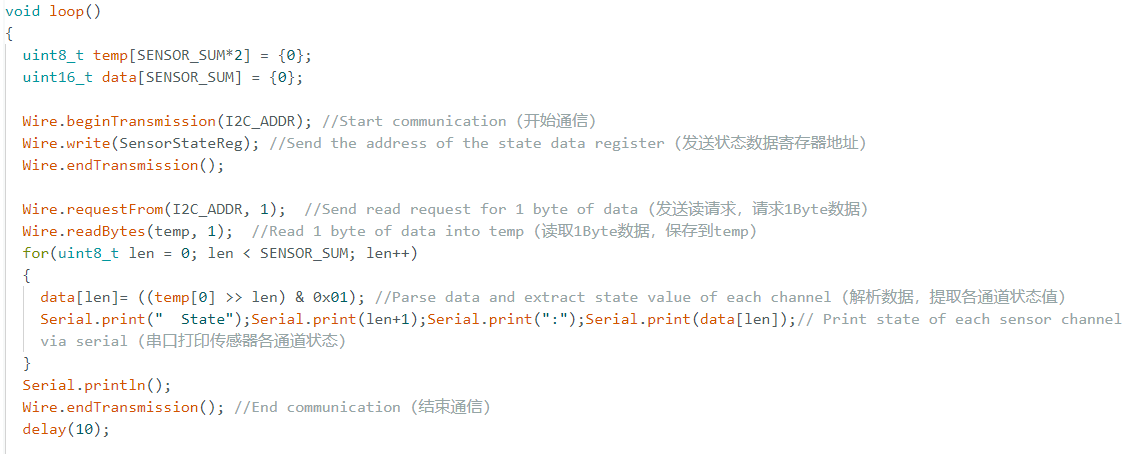 void loop()
{
  uint8_t temp[SENSOR_SUM*2] = {0};
  uint16_t data[SENSOR_SUM] = {0};

  Wire.beginTransmission(I2C_ADDR); //Start communication (开始通信)
  Wire.write(SensorStateReg); //Send the address of the state data register (发送状态数据寄存器地址)
  Wire.endTransmission();

  Wire.requestFrom(I2C_ADDR, 1);  //Send read request for 1 byte of data (发送读请求，请求1Byte数据)
  Wire.readBytes(temp, 1);  //Read 1 byte of data into temp (读取1Byte数据，保存到temp)
  for(uint8_t len = 0; len < SENSOR_SUM; len++)
  {
    data[len]= ((temp[0] >> len) & 0x01); //Parse data and extract state value of each channel (解析数据，提取各通道状态值)
    Serial.print("  State");Serial.print(len+1);Serial.print(":");Serial.print(data[len]);// Print state of each sensor channel
    via serial (串口打印传感器各通道状态)
  }
  Serial.println();
  Wire.endTransmission(); //End communication (结束通信)
  delay(10);